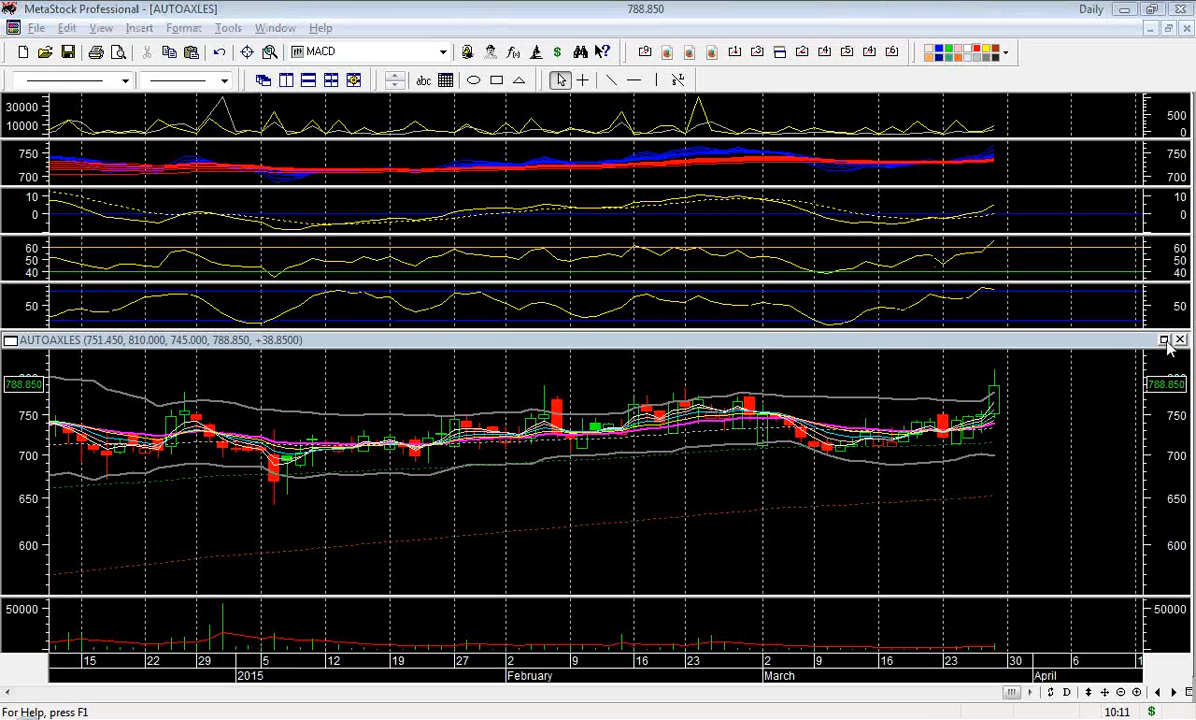 MetaStock Professional - [AUTOAXLES] 788.850 Daily
File Edit View Insert Format Tools Window Help
MACD
abc
30000 500
10000 0
750 750
700 700
10 10
0 0
60 60
50 50
40 40
50 50
AUTOAXLES (751.450, 810.000, 745.000, 788.850, +38.8500)
788.850 788.850
750 750
700 700
650 650
600 600
50000 50000
15 22 29 5 12 19 27 2 9 16 23 2 9 16 23 30 6
2015 February March April
D
For Help, press F1 10:11 $